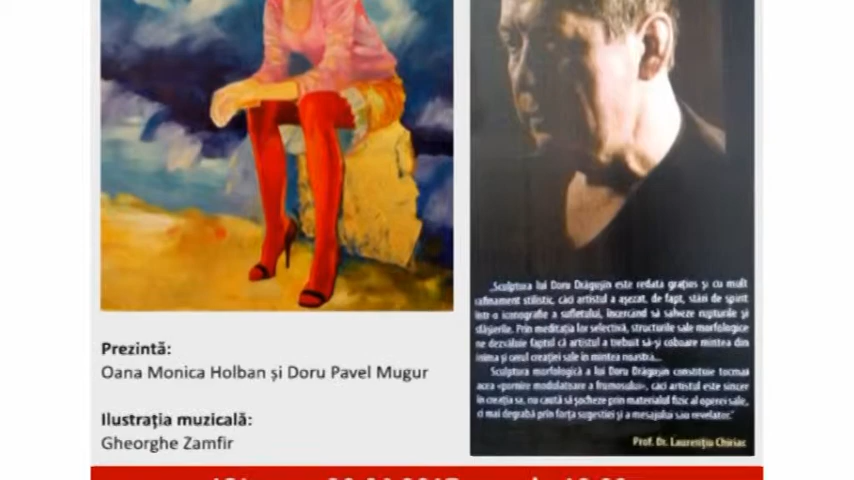 Prezintă:
Oana Monica Holban și Doru Pavel Mugur
Ilustrația muzicală:
Gheorghe Zamfir
„Sculptura lui Doru Drăgușin este redata grațios și cu mult
rafinament stilistic, căci artistul a așezat, de fapt, stări de spirit
într-o iconografie a sufletului, încercând să salveze rupturile și
sfâșierile. Prin meditația lor selectivă, structurile sale morfologice
ne dezvăluie faptul că artistul a trebuit să-și coboare mintea din
inima și cerul creației sale în mintea noastră...
Sculptura morfologică a lui Doru Drăgușin constituie tocmai
acea «pornire modulatoare a frumosului», căci artistul este sincer
în creația sa, nu caută să șocheze prin materialul fizic al operei sale,
ci mai degrabă prin forța sugestiei și a mesajului său revelator."
Prof. Dr. Laurențiu Chiriac